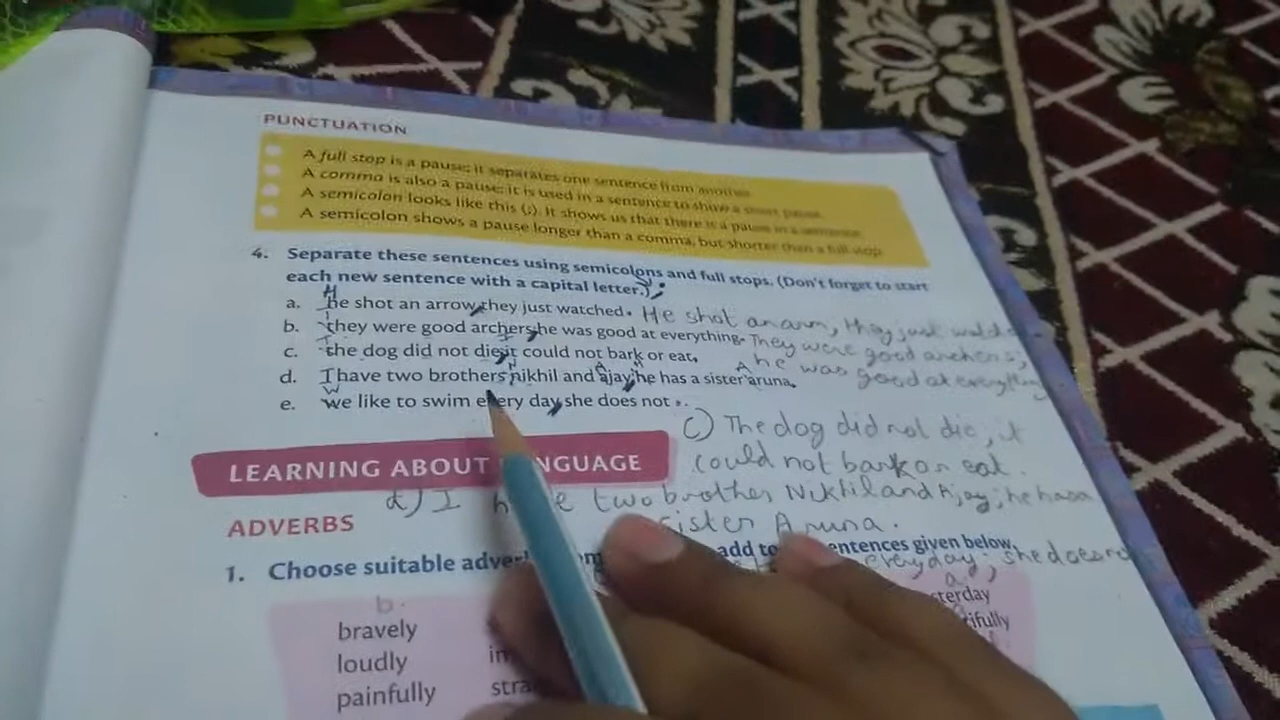 PUNCTUATION
A full stop is a pause; it separates one sentence from another.
A comma is also a pause; it is used in a sentence to show a short pause.
A semicolon looks like this (;). It shows us that there is a pause in a sentence.
A semicolon shows a pause longer than a comma, but shorter than a full stop.
4. Separate these sentences using semicolons and full stops. (Don't forget to start
each new sentence with a capital letter.)
a. he shot an arrow they just watched. He shot an arrow, they just
b. they were good archers he was good at everything. They were good archers;
c. the dog did not die it could not bark or eat. he was good at everything
d. I have two brothers nikhil and ajay he has a sister aruna.
e. we like to swim every day she does not.
c) The dog did not die, it
could not bark or eat.
LEARNING ABOUT
d) I two brother Nikhil and Ajay; he has a
sister Aruna.
ADVERBS
everyday; she does
1. Choose suitable add to sentences given below.
b.
a.
bravely
loudly
painfully